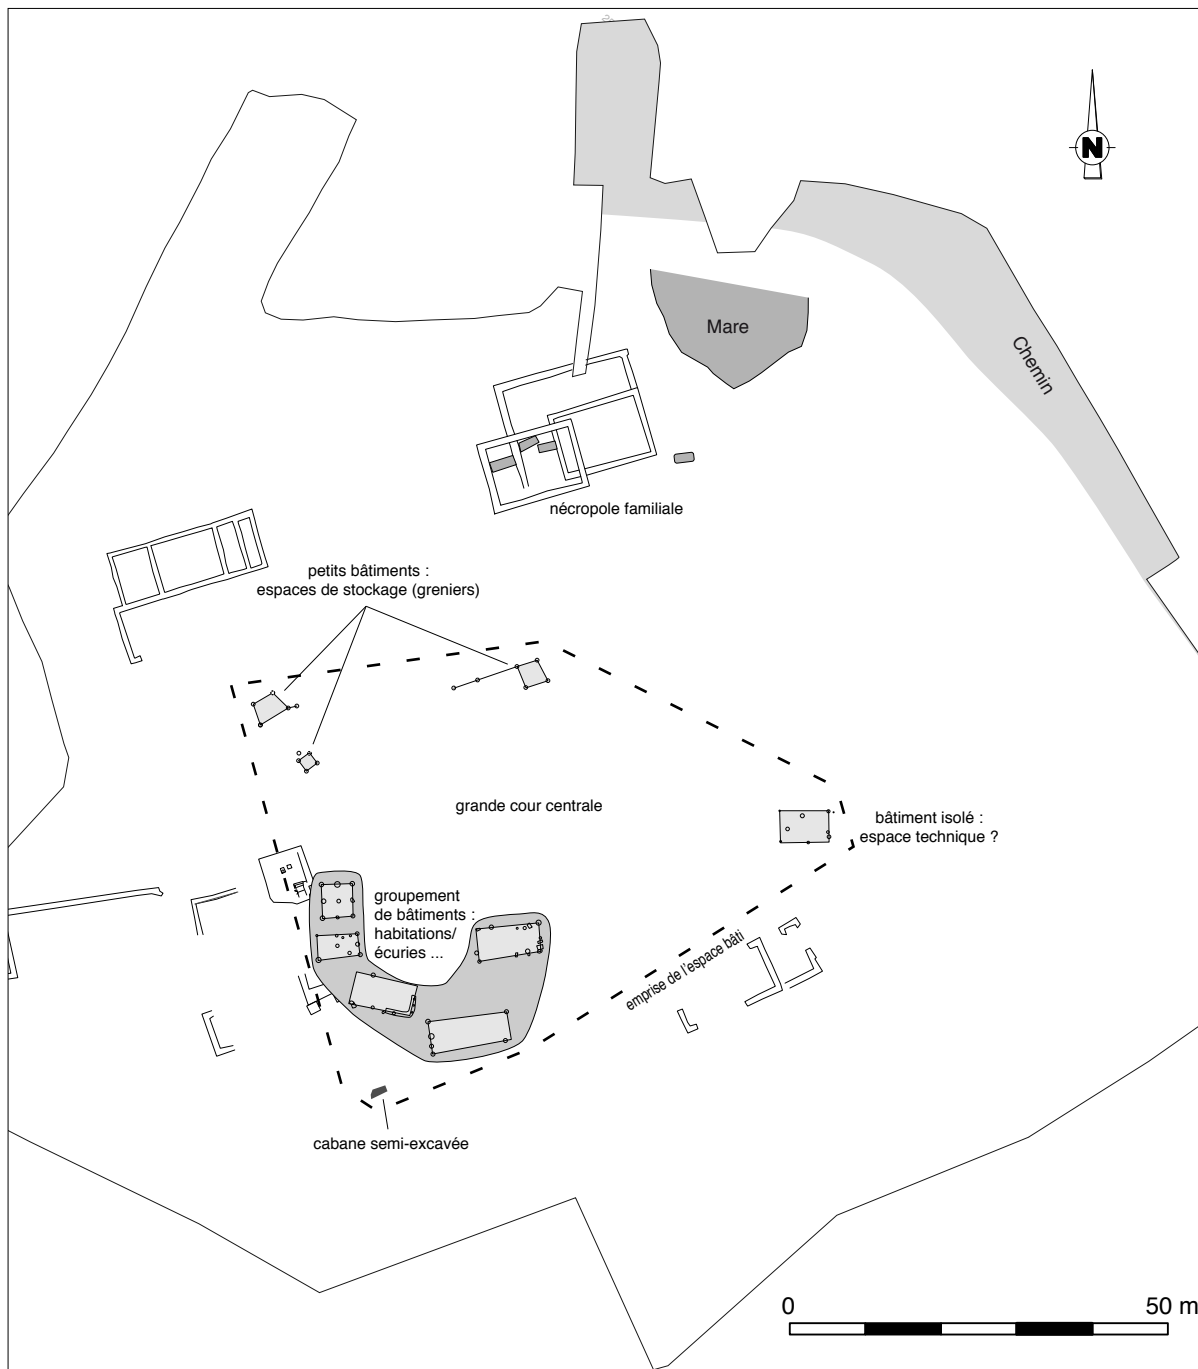 N
Mare
Chemin
nécropole familiale
petits bâtiments :
espaces de stockage (greniers)
grande cour centrale
bâtiment isolé :
espace technique ?
groupement
de bâtiments :
habitations/
écuries ...
emprise de l'espace bâti
cabane semi-excavée
0 50 m